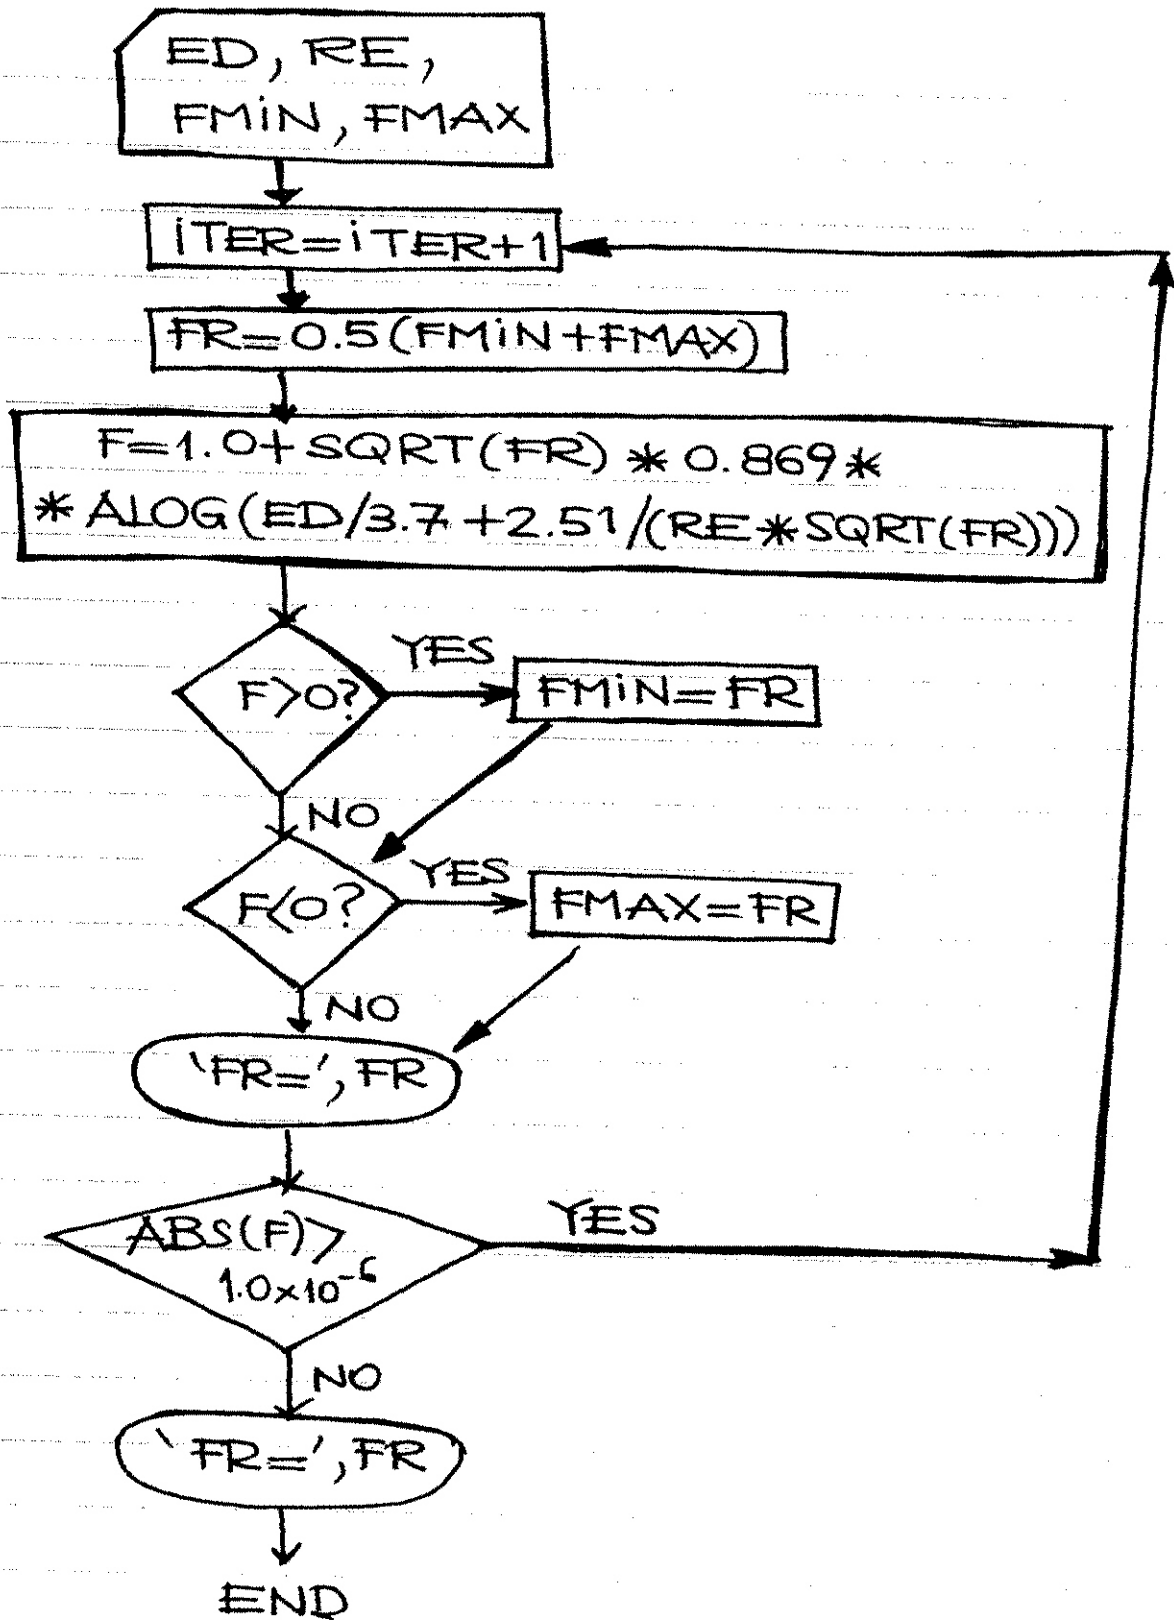 ED, RE,
FMiN, FMAX
iTER=iTER+1
FR=0.5(FMiN+FMAX)
F=1.0+SQRT(FR)*0.869*
*ALOG(ED/3.7+2.51/(RE*SQRT(FR)))
F>0?
YES
FMiN=FR
NO
F<0?
YES
FMAX=FR
NO
'FR=', FR
ABS(F)>
1.0×10⁻⁶
YES
NO
'FR=', FR
END